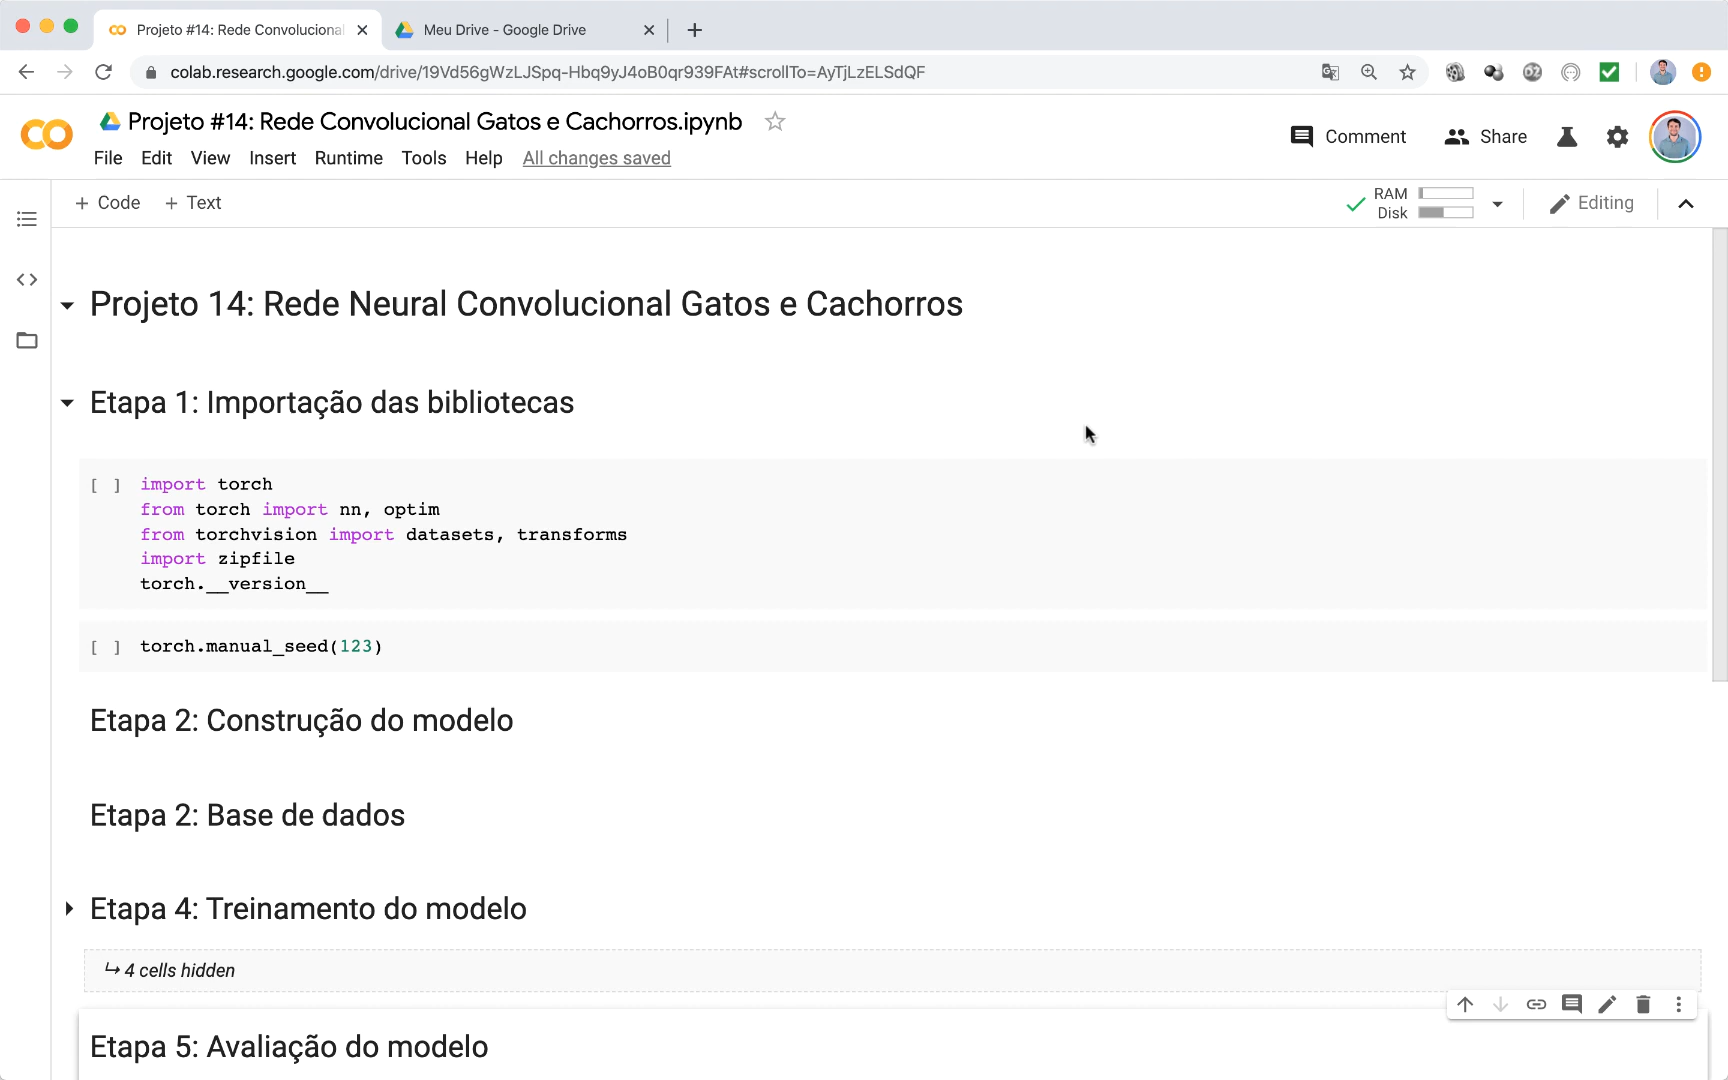 Projeto #14: Rede Convolucional
Meu Drive - Google Drive
colab.research.google.com/drive/19Vd56gWzLJSpq-Hbq9yJ4oB0qr939FAt#scrollTo=AyTjLzELSdQF
Projeto #14: Rede Convolucional Gatos e Cachorros.ipynb
Comment
Share
File Edit View Insert Runtime Tools Help All changes saved
+ Code + Text
RAM
Disk
Editing
Projeto 14: Rede Neural Convolucional Gatos e Cachorros
Etapa 1: Importação das bibliotecas
[ ] import torch
from torch import nn, optim
from torchvision import datasets, transforms
import zipfile
torch.__version__
[ ] torch.manual_seed(123)
Etapa 2: Construção do modelo
Etapa 2: Base de dados
Etapa 4: Treinamento do modelo
↳ 4 cells hidden
Etapa 5: Avaliação do modelo